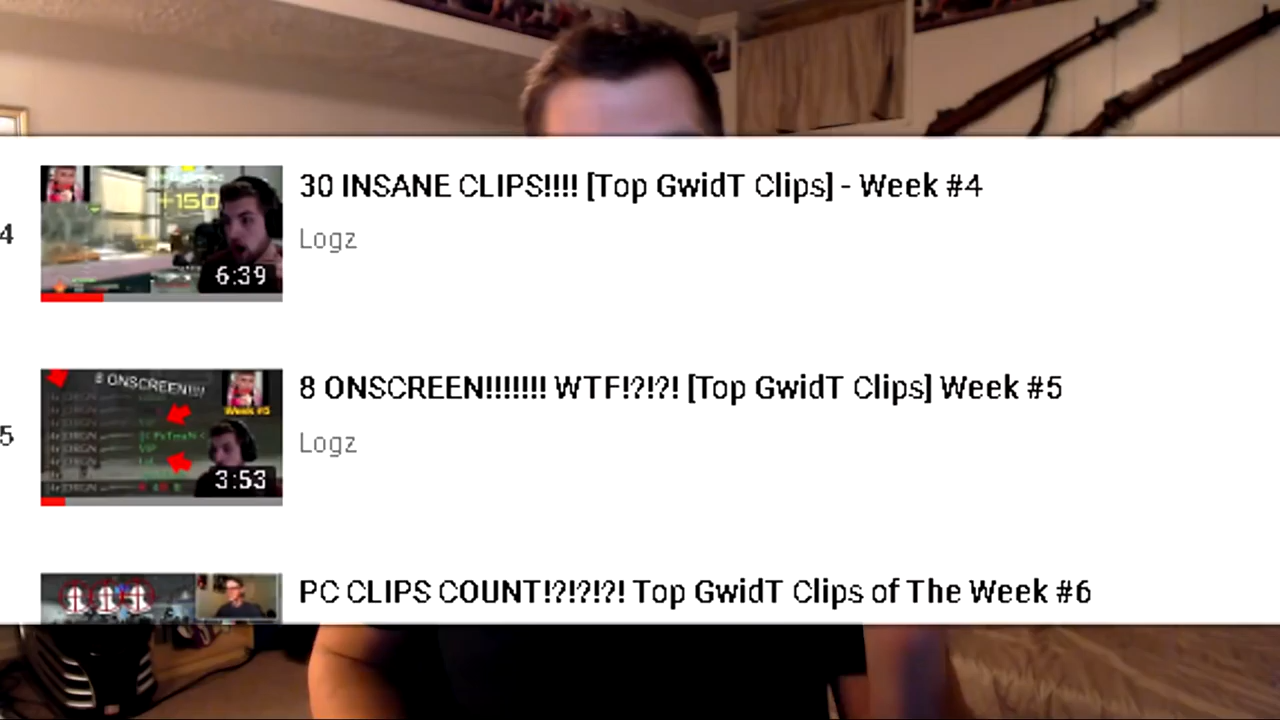 4
+150
6:39
30 INSANE CLIPS!!!! [Top GwidT Clips] - Week #4
Logz
5
8 ONSCREEN!!!!
Week #5
3:53
8 ONSCREEN!!!!!!! WTF!?!?! [Top GwidT Clips] Week #5
Logz
PC CLIPS COUNT!?!?!?! Top GwidT Clips of The Week #6